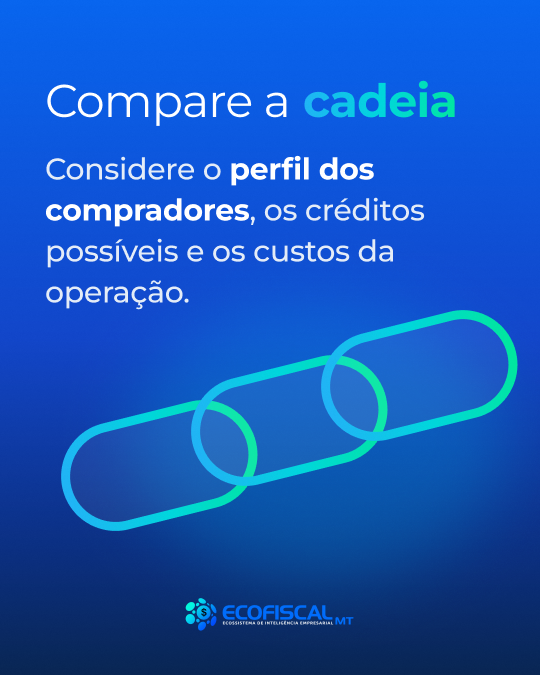 Compare a cadeia
Considere o perfil dos
compradores, os créditos
possíveis e os custos da
operação.
ECOFISCAL
ECOSSISTEMA DE INTELIGÊNCIA EMPRESARIAL
MT